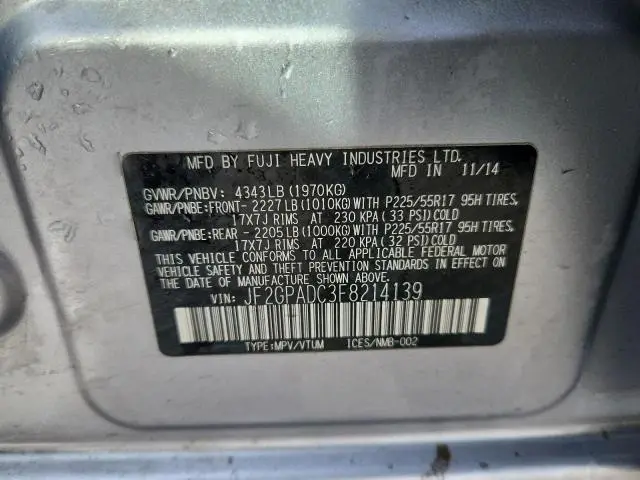 MFD BY FUJI HEAVY INDUSTRIES LTD.
MFD IN 11/14
GVWR/PNBV: 4343LB(1970KG)
GAWR/PNBE:FRONT-2227LB(1010KG)WITH P225/55R17 95H TIRES,
17X7J RIMS AT 230 KPA(33 PSI)COLD
GAWR/PNBE:REAR -2205LB(1000KG)WITH P225/55R17 95H TIRES,
17X7J RIMS AT 220 KPA(32 PSI)COLD
THIS VEHICLE CONFORMS TO ALL APPLICABLE FEDERAL MOTOR
VEHICLE SAFETY AND THEFT PREVENTION STANDARDS IN EFFECT ON
THE DATE OF MANUFACTURE SHOWN ABOVE.
VIN: JF2GPADC3F8214139
TYPE:MPV/VTUM ICES/NMB-002